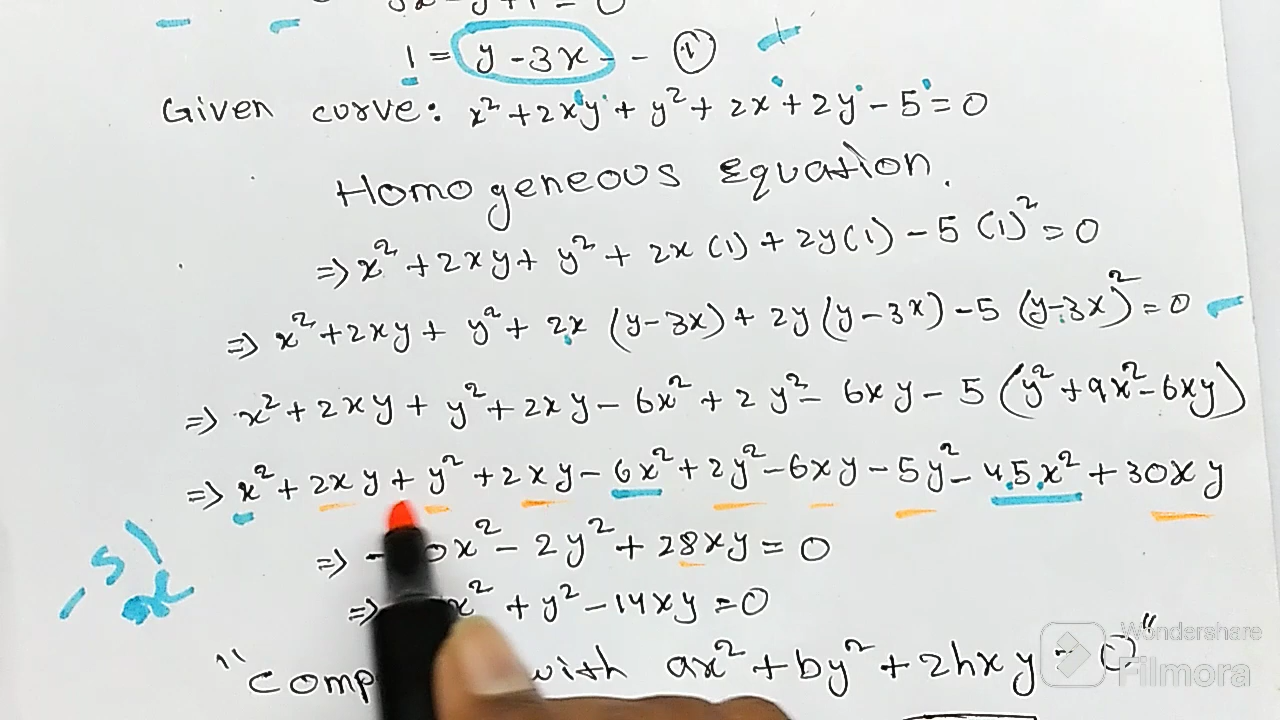 1 = y - 3x - - ①
Given curve: x² + 2xy + y² + 2x + 2y - 5 = 0
Homogeneous Equation.
⇒ x² + 2xy + y² + 2x (1) + 2y (1) - 5 (1)² = 0
⇒ x² + 2xy + y² + 2x (y-3x) + 2y (y-3x) - 5 (y-3x)² = 0
⇒ x² + 2xy + y² + 2xy - 6x² + 2y² - 6xy - 5 (y² + 9x² - 6xy)
⇒ x² + 2xy + y² + 2xy - 6x² + 2y² - 6xy - 5y² - 45x² + 30xy
⇒ - 0x² - 2y² + 28xy = 0
⇒ x² + y² - 14xy = 0
with ax² + by² + 2hxy
Wondershare
Filmora